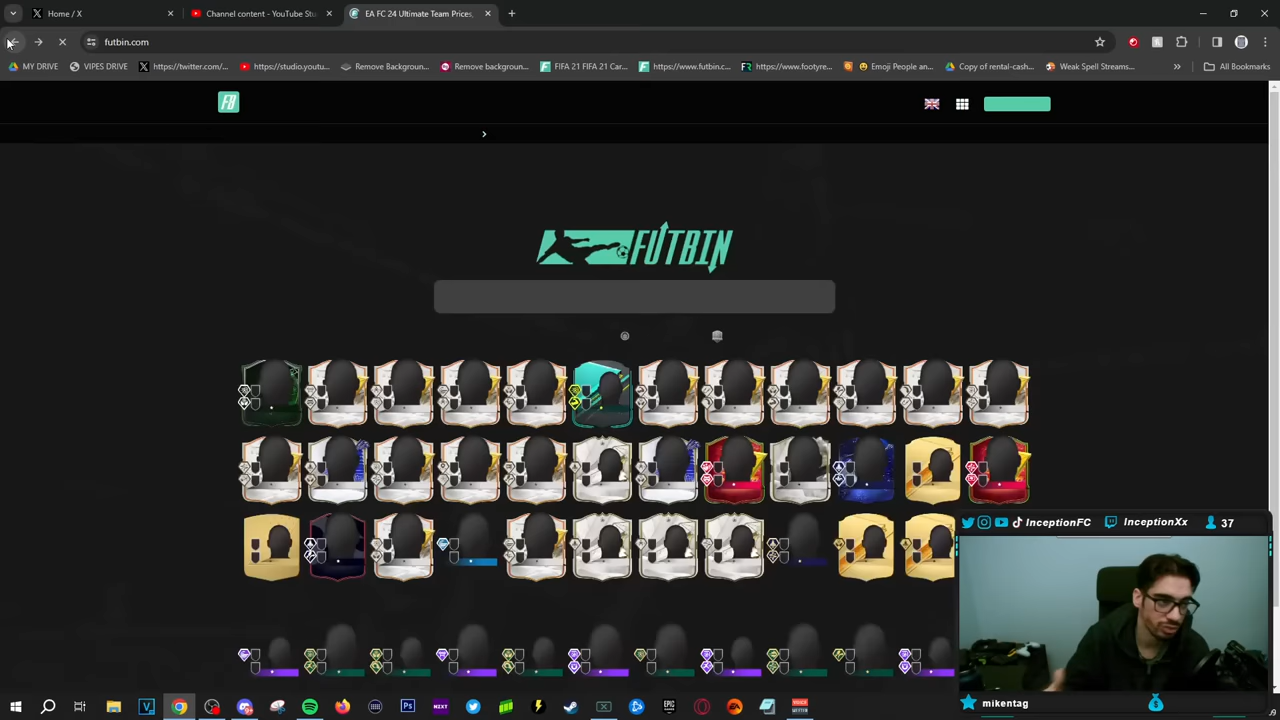 Home / X
Channel content - YouTube Stu
EA FC 24 Ultimate Team Prices,
futbin.com
MY DRIVE
VIPES DRIVE
https://twitter.com/...
https://studio.youtu...
Remove Backgroun...
Remove backgroun...
FIFA 21 FIFA 21 Car...
https://www.futbin.c...
https://www.footyre...
Emoji People an...
Copy of rental-cash...
Weak Spell Streams...
All Bookmarks
FB
FUTBIN
InceptionFC
InceptionXx
37
mikentag